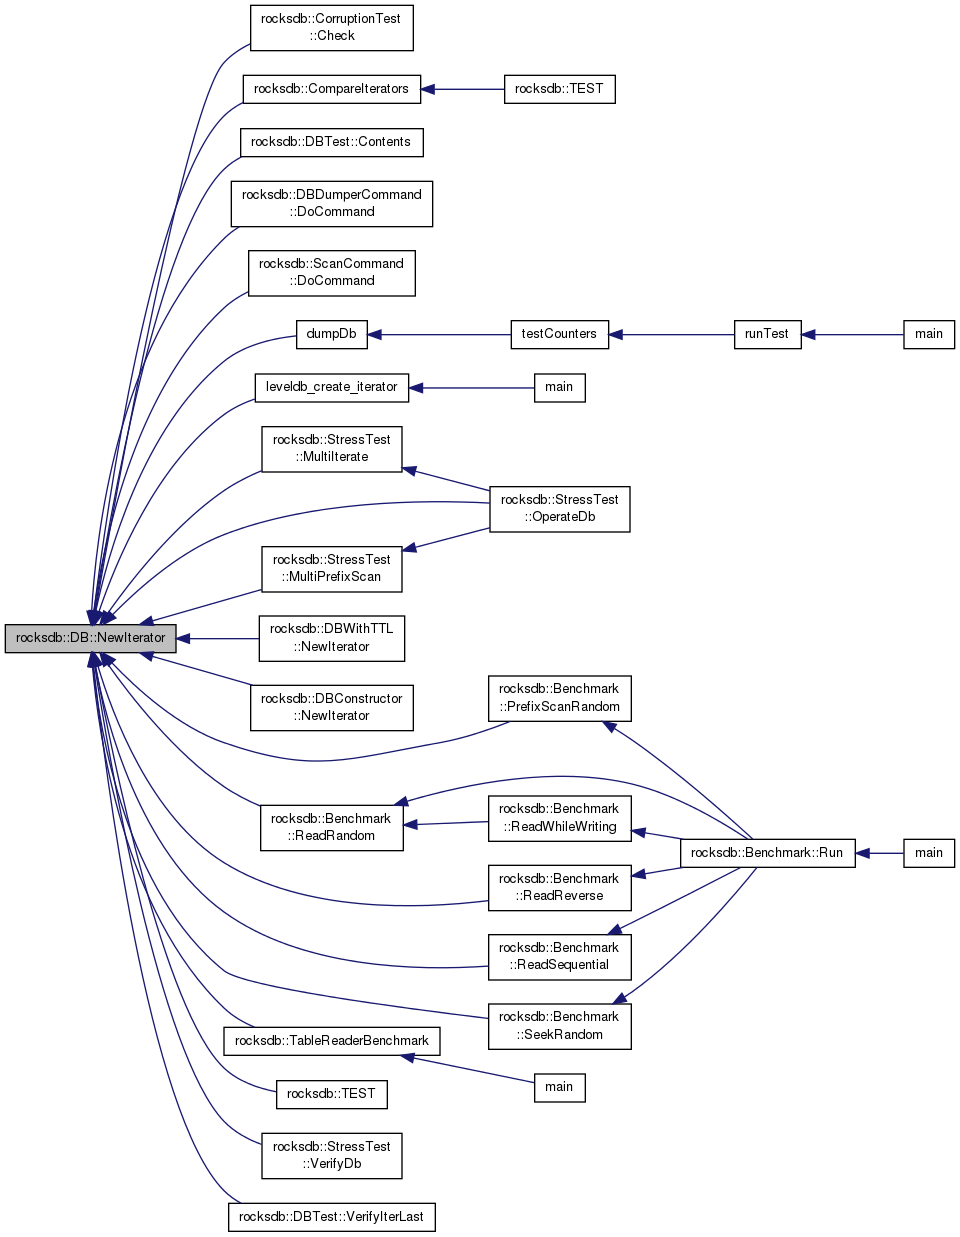 rocksdb::CorruptionTest
::Check
rocksdb::CompareIterators
rocksdb::TEST
rocksdb::DBTest::Contents
rocksdb::DBDumperCommand
::DoCommand
rocksdb::ScanCommand
::DoCommand
dumpDb
testCounters
runTest
main
leveldb_create_iterator
main
rocksdb::StressTest
::MultiIterate
rocksdb::StressTest
::OperateDb
rocksdb::StressTest
::MultiPrefixScan
rocksdb::DB::NewIterator
rocksdb::DBWithTTL
::NewIterator
rocksdb::DBConstructor
::NewIterator
rocksdb::Benchmark
::PrefixScanRandom
rocksdb::Benchmark
::ReadRandom
rocksdb::Benchmark
::ReadWhileWriting
rocksdb::Benchmark::Run
main
rocksdb::Benchmark
::ReadReverse
rocksdb::Benchmark
::ReadSequential
rocksdb::Benchmark
::SeekRandom
rocksdb::TableReaderBenchmark
main
rocksdb::TEST
rocksdb::StressTest
::VerifyDb
rocksdb::DBTest::VerifyIterLast